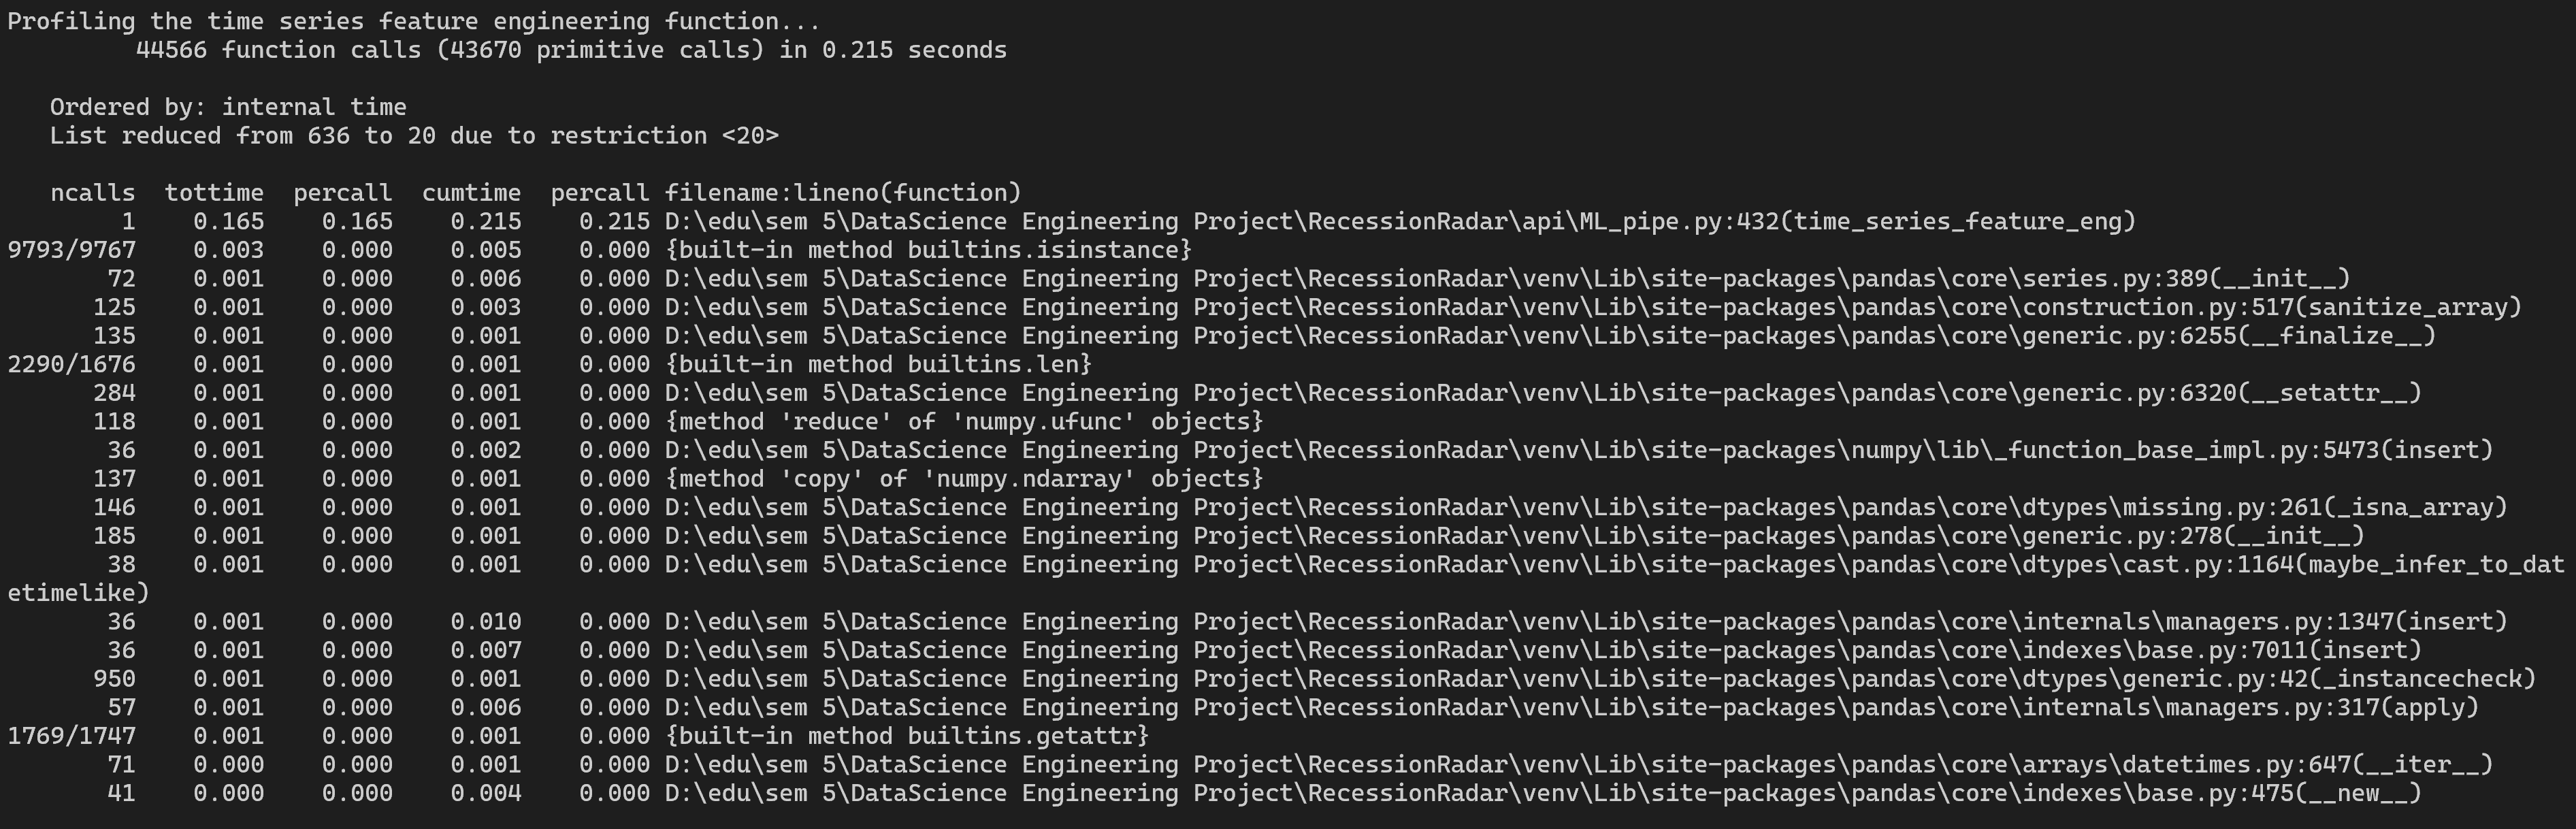 Profiling the time series feature engineering function...
         44566 function calls (43670 primitive calls) in 0.215 seconds

   Ordered by: internal time
   List reduced from 636 to 20 due to restriction <20>

   ncalls  tottime  percall  cumtime  percall filename:lineno(function)
        1    0.165    0.165    0.215    0.215 D:\edu\sem 5\DataScience Engineering Project\RecessionRadar\api\ML_pipe.py:432(time_series_feature_eng)
9793/9767    0.003    0.000    0.005    0.000 {built-in method builtins.isinstance}
       72    0.001    0.000    0.006    0.000 D:\edu\sem 5\DataScience Engineering Project\RecessionRadar\venv\Lib\site-packages\pandas\core\series.py:389(__init__)
      125    0.001    0.000    0.003    0.000 D:\edu\sem 5\DataScience Engineering Project\RecessionRadar\venv\Lib\site-packages\pandas\core\construction.py:517(sanitize_array)
      135    0.001    0.000    0.001    0.000 D:\edu\sem 5\DataScience Engineering Project\RecessionRadar\venv\Lib\site-packages\pandas\core\generic.py:6255(__finalize__)
2290/1676    0.001    0.000    0.001    0.000 {built-in method builtins.len}
      284    0.001    0.000    0.001    0.000 D:\edu\sem 5\DataScience Engineering Project\RecessionRadar\venv\Lib\site-packages\pandas\core\generic.py:6320(__setattr__)
      118    0.001    0.000    0.001    0.000 {method 'reduce' of 'numpy.ufunc' objects}
       36    0.001    0.000    0.002    0.000 D:\edu\sem 5\DataScience Engineering Project\RecessionRadar\venv\Lib\site-packages\numpy\lib\_function_base_impl.py:5473(insert)
      137    0.001    0.000    0.001    0.000 {method 'copy' of 'numpy.ndarray' objects}
      146    0.001    0.000    0.001    0.000 D:\edu\sem 5\DataScience Engineering Project\RecessionRadar\venv\Lib\site-packages\pandas\core\dtypes\missing.py:261(_isna_array)
      185    0.001    0.000    0.001    0.000 D:\edu\sem 5\DataScience Engineering Project\RecessionRadar\venv\Lib\site-packages\pandas\core\generic.py:278(__init__)
       38    0.001    0.000    0.001    0.000 D:\edu\sem 5\DataScience Engineering Project\RecessionRadar\venv\Lib\site-packages\pandas\core\dtypes\cast.py:1164(maybe_infer_to_dat
etimelike)
       36    0.001    0.000    0.010    0.000 D:\edu\sem 5\DataScience Engineering Project\RecessionRadar\venv\Lib\site-packages\pandas\core\internals\managers.py:1347(insert)
       36    0.001    0.000    0.007    0.000 D:\edu\sem 5\DataScience Engineering Project\RecessionRadar\venv\Lib\site-packages\pandas\core\indexes\base.py:7011(insert)
      950    0.001    0.000    0.001    0.000 D:\edu\sem 5\DataScience Engineering Project\RecessionRadar\venv\Lib\site-packages\pandas\core\dtypes\generic.py:42(_instancecheck)
       57    0.001    0.000    0.006    0.000 D:\edu\sem 5\DataScience Engineering Project\RecessionRadar\venv\Lib\site-packages\pandas\core\internals\managers.py:317(apply)
1769/1747    0.001    0.000    0.001    0.000 {built-in method builtins.getattr}
       71    0.000    0.000    0.001    0.000 D:\edu\sem 5\DataScience Engineering Project\RecessionRadar\venv\Lib\site-packages\pandas\core\arrays\datetimes.py:647(__iter__)
       41    0.000    0.000    0.004    0.000 D:\edu\sem 5\DataScience Engineering Project\RecessionRadar\venv\Lib\site-packages\pandas\core\indexes\base.py:475(__new__)